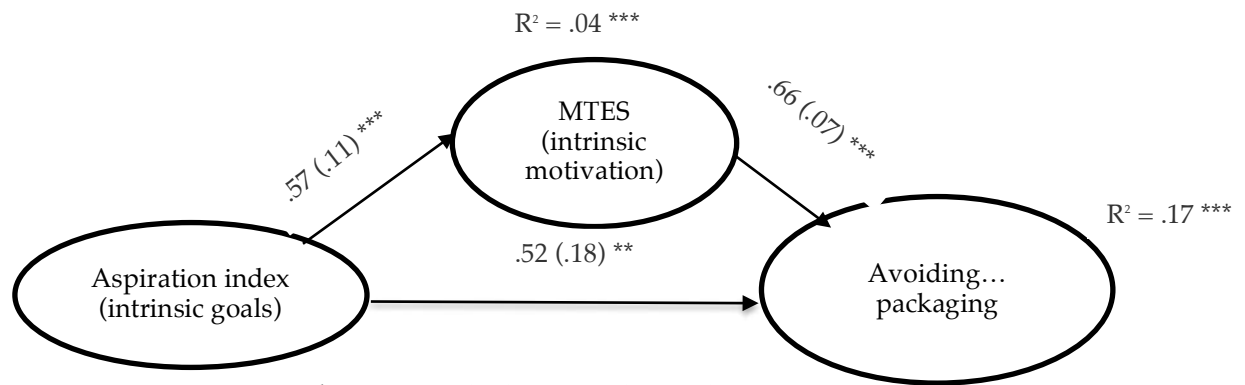 R² = .04 ***
MTES
(intrinsic
motivation)
.57 (.11) ***
.66 (.07) ***
R² = .17 ***
.52 (.18) **
Aspiration index
(intrinsic goals)
Avoiding…
packaging